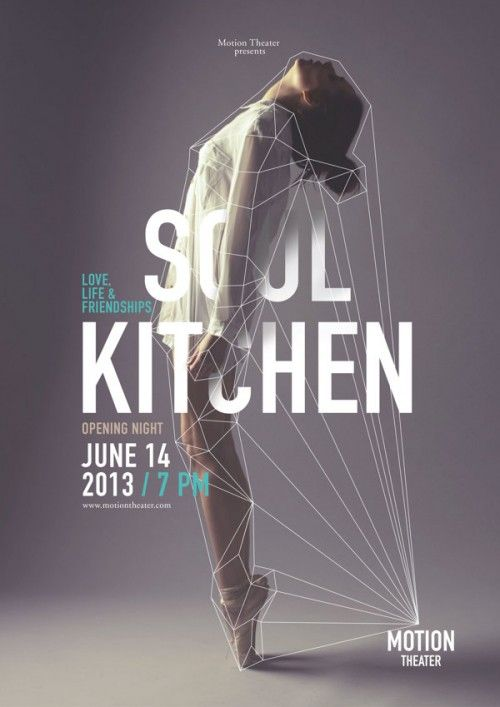 Motion Theater
presents
SOUL
LOVE,
LIFE &
FRIENDSHIPS
KITCHEN
OPENING NIGHT
JUNE 14
2013 / 7 PM
www.motiontheater.com
MOTION
THEATER